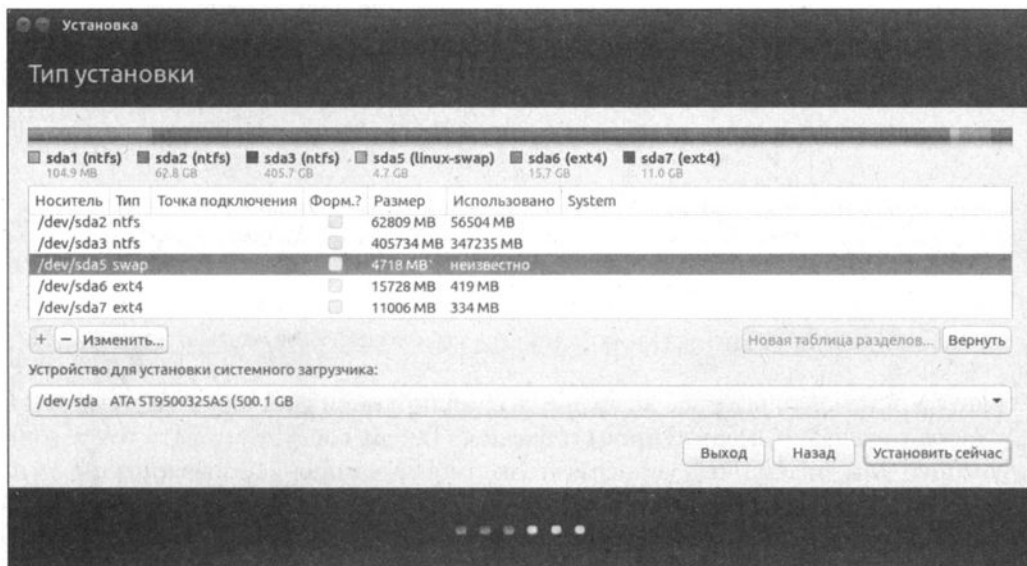 Установка
Тип установки
sda1 (ntfs) sda2 (ntfs) sda3 (ntfs) sda5 (linux-swap) sda6 (ext4) sda7 (ext4)
104.9 MB 62.8 GB 405.7 GB 4.7 GB 15.7 GB 11.0 GB
Носитель Тип Точка подключения Форм.? Размер Использовано System
/dev/sda2 ntfs 62809 MB 56504 MB
/dev/sda3 ntfs 405734 MB 347235 MB
/dev/sda5 swap 4718 MB неизвестно
/dev/sda6 ext4 15728 MB 419 MB
/dev/sda7 ext4 11006 MB 334 MB
+ − Изменить... Новая таблица разделов... Вернуть
Устройство для установки системного загрузчика:
/dev/sda ATA ST9500325AS (500.1 GB
Выход Назад Установить сейчас